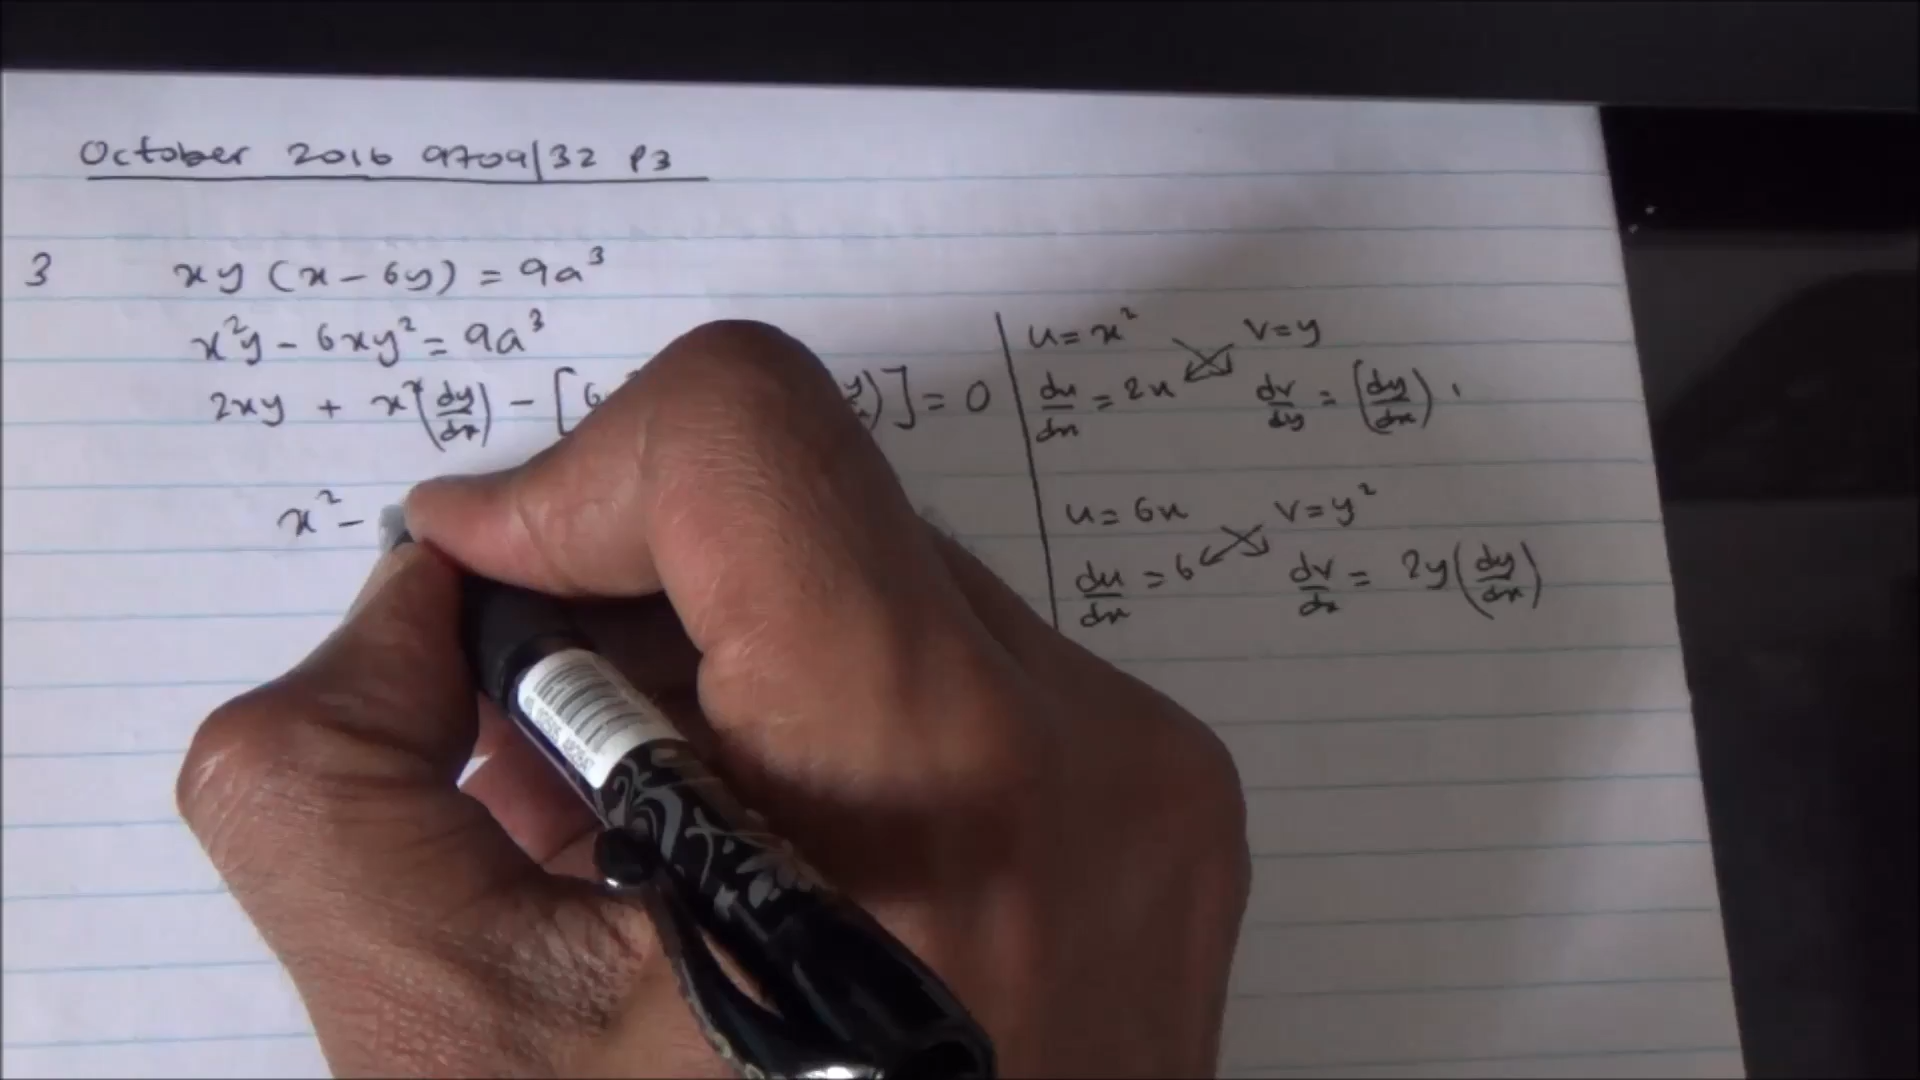 October 2016 9709/32 P3
3 xy (x - 6y) = 9a³
x²y - 6xy² = 9a³
2xy + x²(dy/dx) - [6y² ] = 0
x² -
u = x² v = y
du/dx = 2x dv/dy = (dy/dx).
u = 6x v = y²
du/dx = 6 dv/dx = 2y(dy/dx)